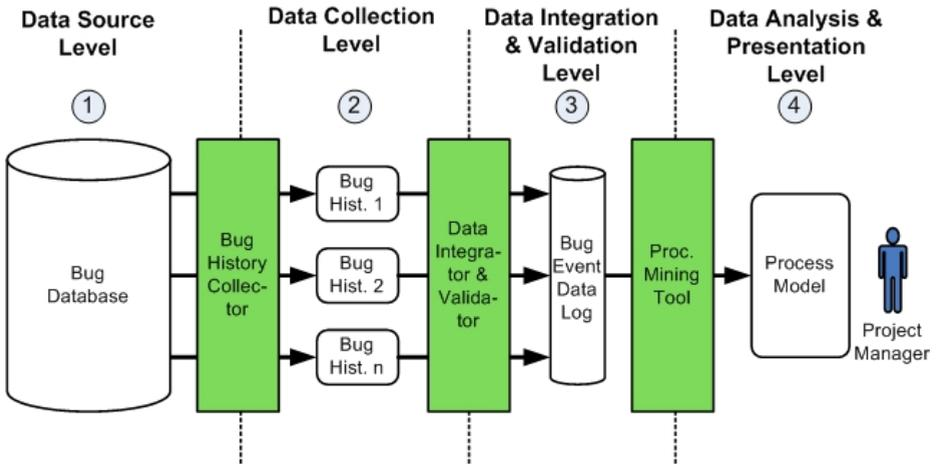 Data Source
Level
1
Data Collection
Level
2
Data Integration
& Validation
Level
3
Data Analysis &
Presentation
Level
4
Bug
Database
Bug
History
Collec-
tor
Bug
Hist. 1
Bug
Hist. 2
Bug
Hist. n
Data
Integra-
tor &
Valida-
tor
Bug
Event
Data
Log
Proc.
Mining
Tool
Process
Model
Project
Manager